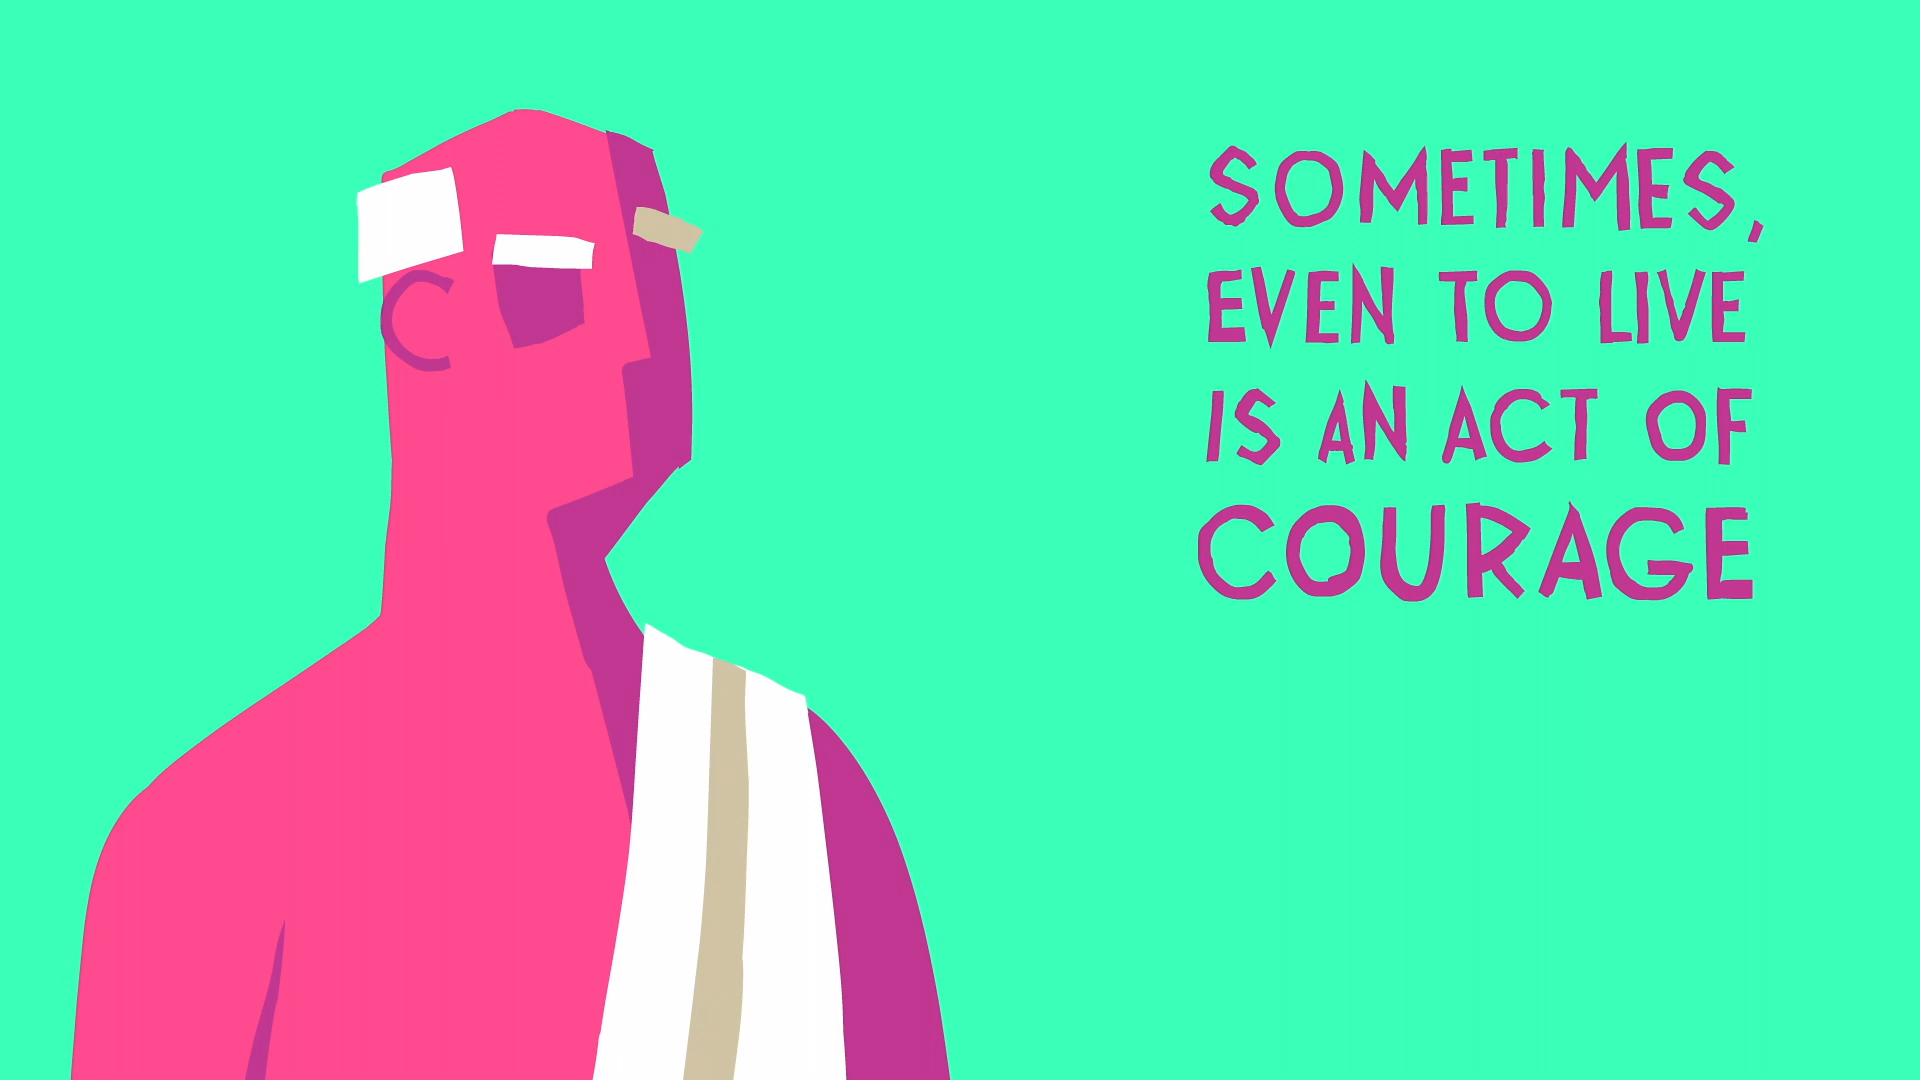 SOMETIMES,
EVEN TO LIVE
IS AN ACT OF
COURAGE